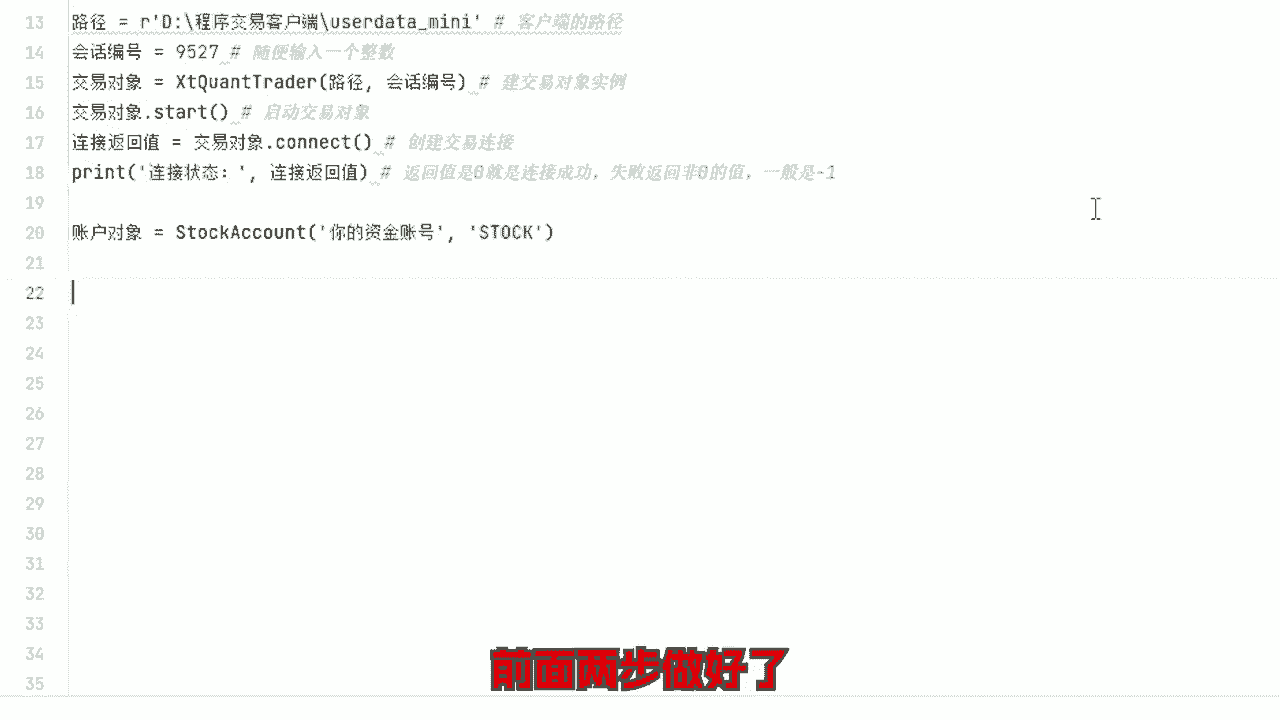 13 路径 = r'D:\程序交易客户端\userdata_mini' # 客户端的路径
14 会话编号 = 9527 # 随便输入一个整数
15 交易对象 = XtQuantTrader(路径, 会话编号) # 建交易对象实例
16 交易对象.start() # 启动交易对象
17 连接返回值 = 交易对象.connect() # 创建交易连接
18 print('连接状态：', 连接返回值) # 返回值是0就是连接成功，失败返回非0的值，一般是-1
19
20 账户对象 = StockAccount('你的资金账号', 'STOCK')
21
22
23
24
25
26
27
28
29
30
31
32
33
34
35
前面两步做好了